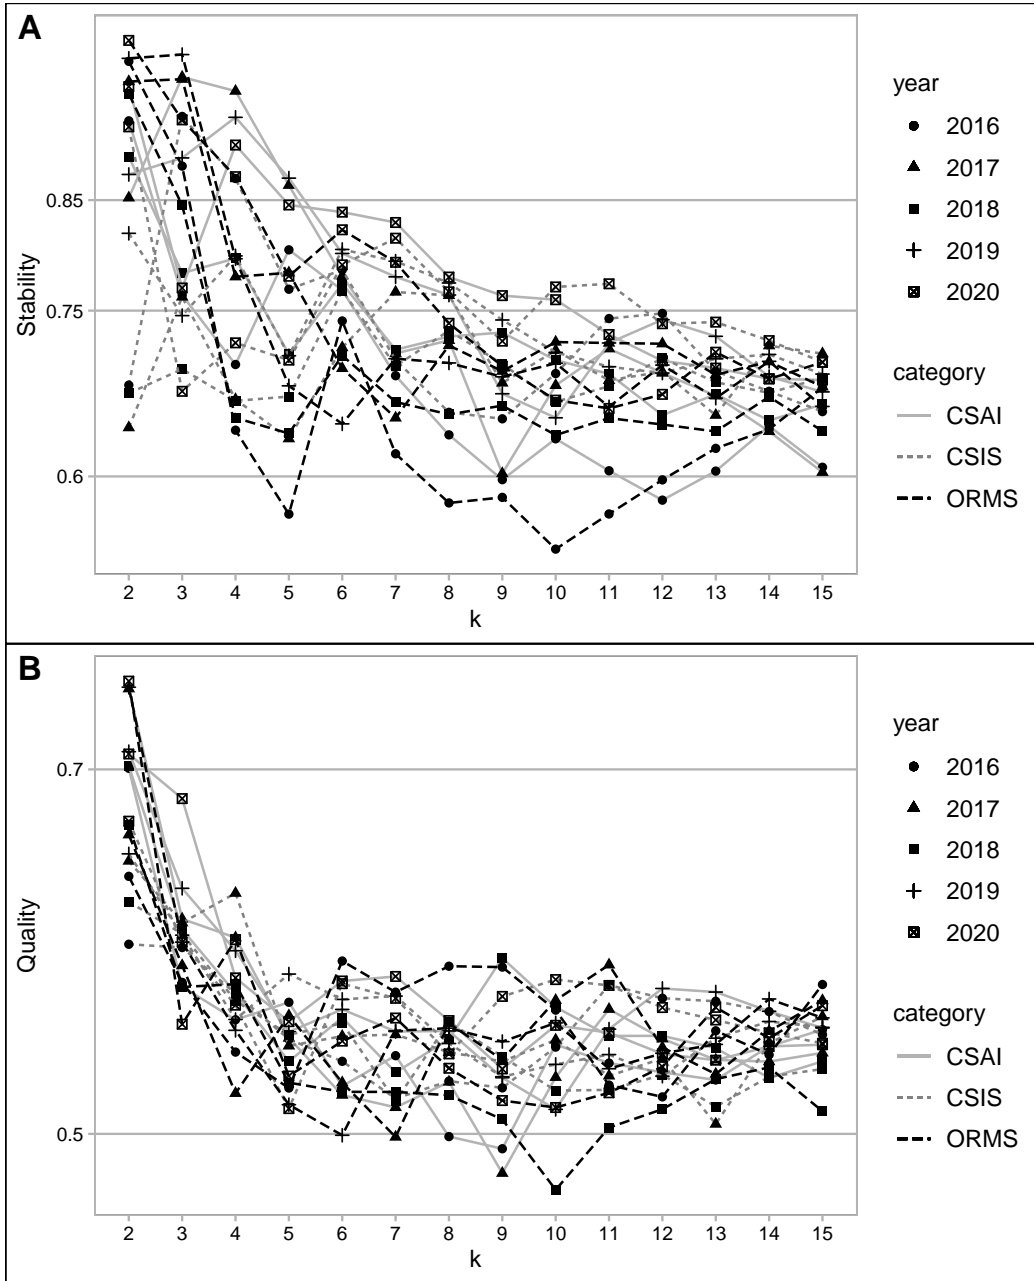 A
0.85
0.75
0.6
Stability
2 3 4 5 6 7 8 9 10 11 12 13 14 15
k
year
2016
2017
2018
2019
2020
category
CSAI
CSIS
ORMS
B
0.7
0.5
Quality
2 3 4 5 6 7 8 9 10 11 12 13 14 15
k
year
2016
2017
2018
2019
2020
category
CSAI
CSIS
ORMS